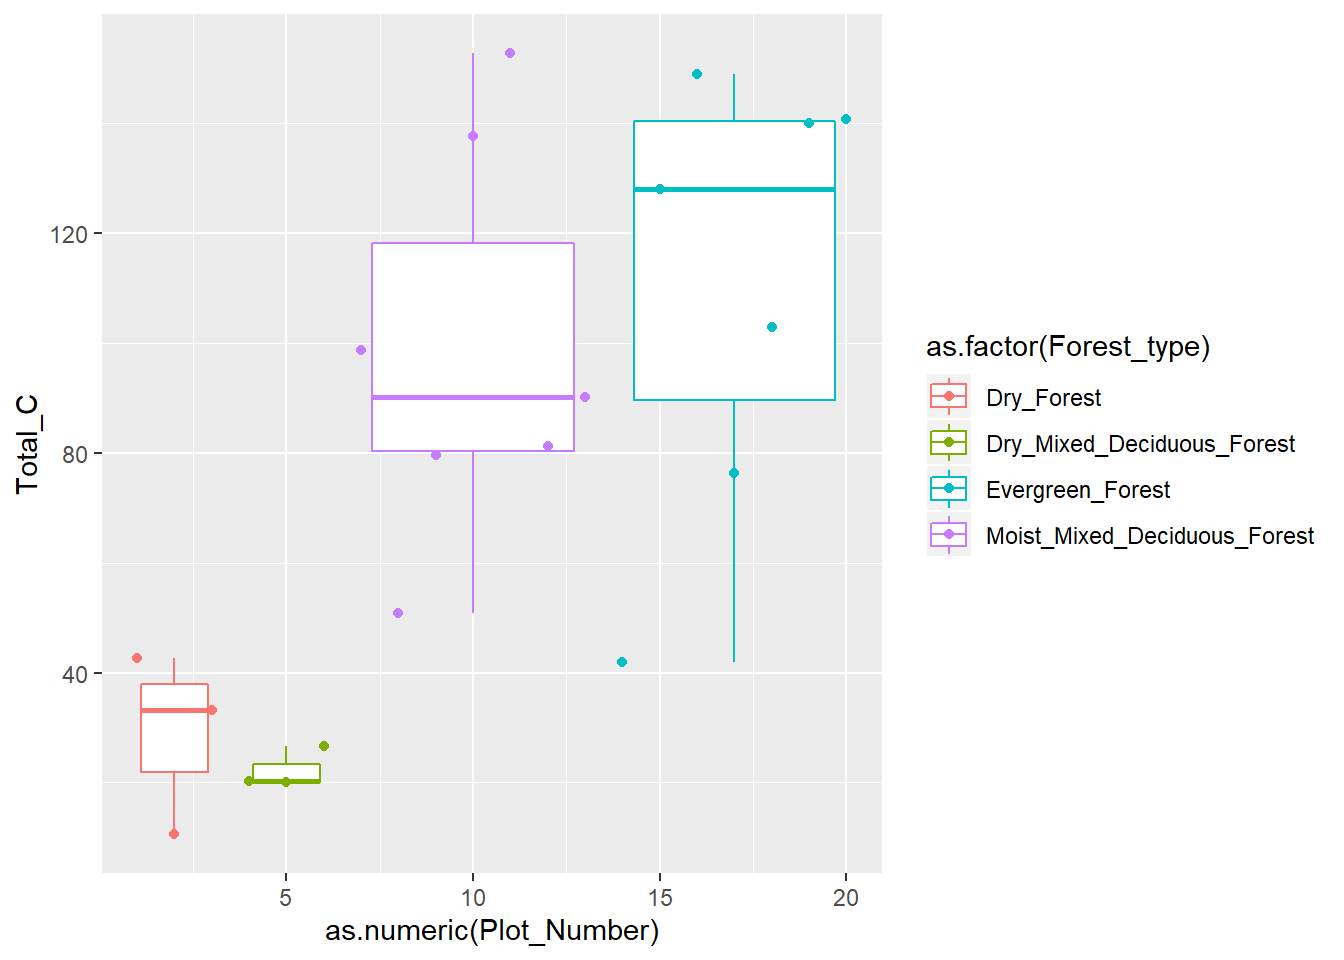 Total_C
120
80
40
5 10 15 20
as.numeric(Plot_Number)
as.factor(Forest_type)
Dry_Forest
Dry_Mixed_Deciduous_Forest
Evergreen_Forest
Moist_Mixed_Deciduous_Forest